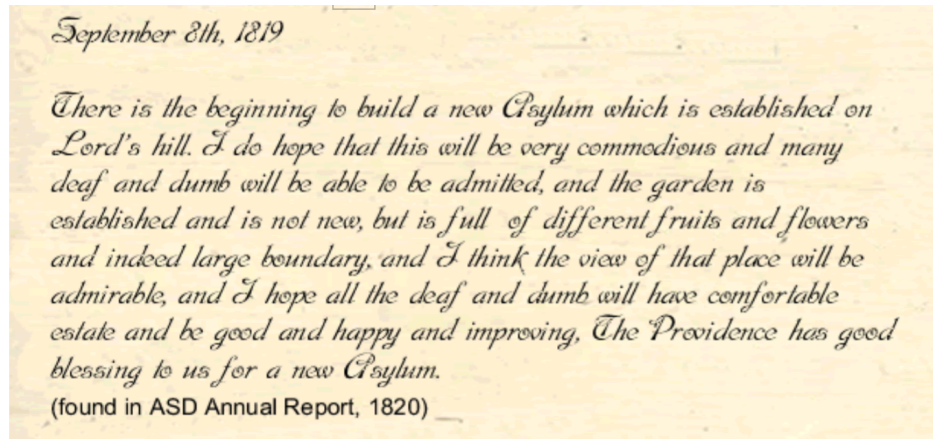 September 8th, 1819
There is the beginning to build a new Asylum which is established on
Lord's hill. I do hope that this will be very commodious and many
deaf and dumb will be able to be admitted, and the garden is
established and is not new, but is full of different fruits and flowers
and indeed large boundary, and I think the view of that place will be
admirable, and I hope all the deaf and dumb will have comfortable
estate and be good and happy and improving, The Providence has good
blessing to us for a new Asylum.
(found in ASD Annual Report, 1820)